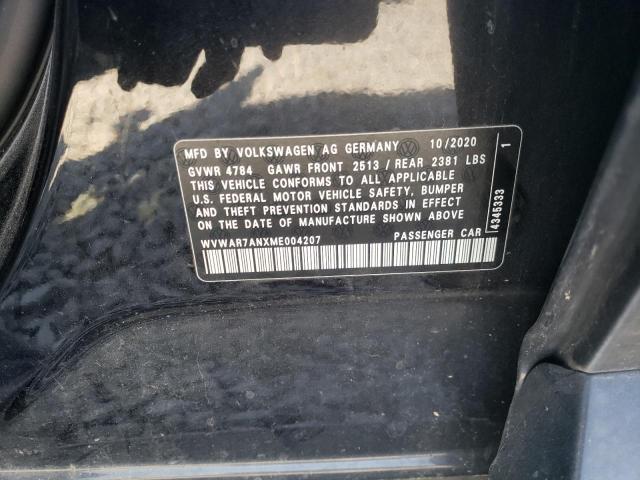 MFD BY VOLKSWAGEN AG GERMANY 10/2020
GVWR 4784 GAWR FRONT 2513 / REAR 2381 LBS
THIS VEHICLE CONFORMS TO ALL APPLICABLE
U.S. FEDERAL MOTOR VEHICLE SAFETY, BUMPER
AND THEFT PREVENTION STANDARDS IN EFFECT
ON THE DATE OF MANUFACTURE SHOWN ABOVE
WVWAR7ANXME004207 PASSENGER CAR
4345333 1